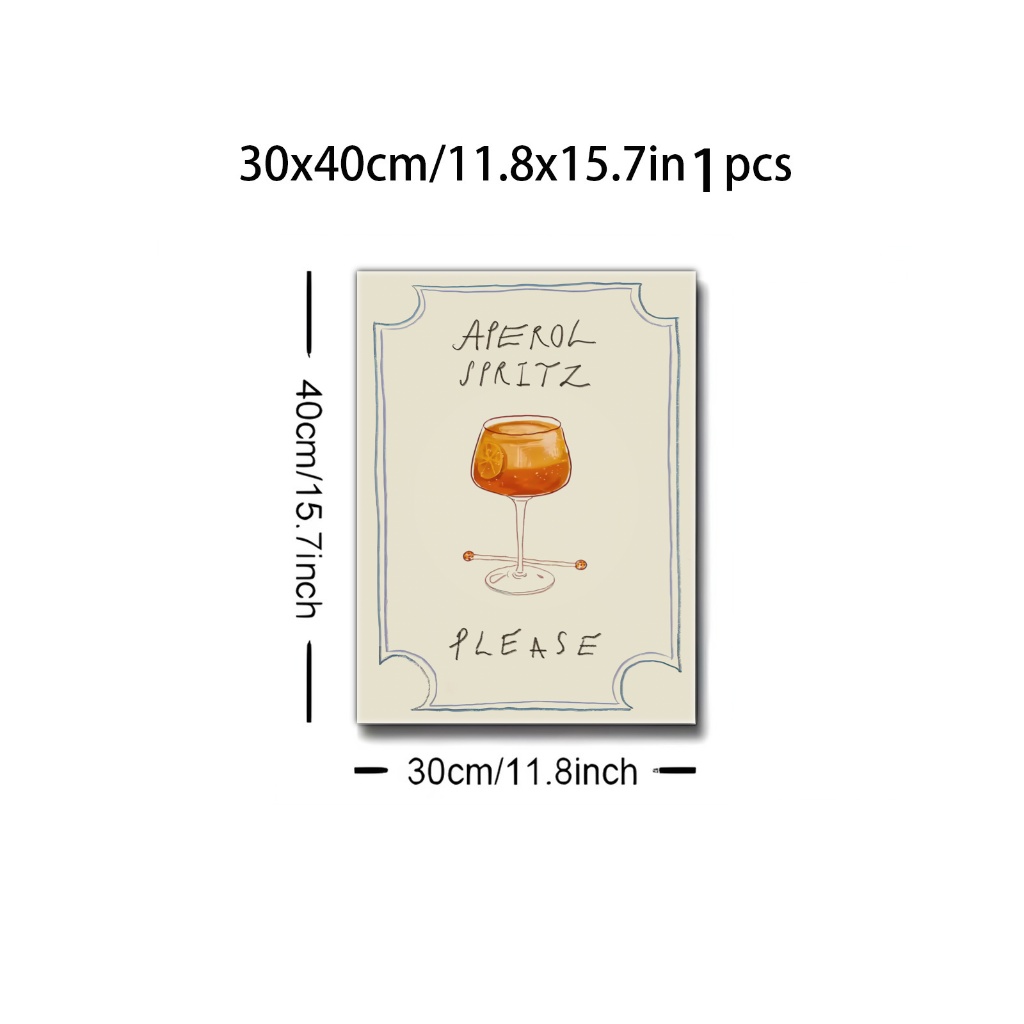 30x40cm/11.8x15.7in 1 pcs
40cm/15.7inch
APEROL
SPRITZ
PLEASE
30cm/11.8inch